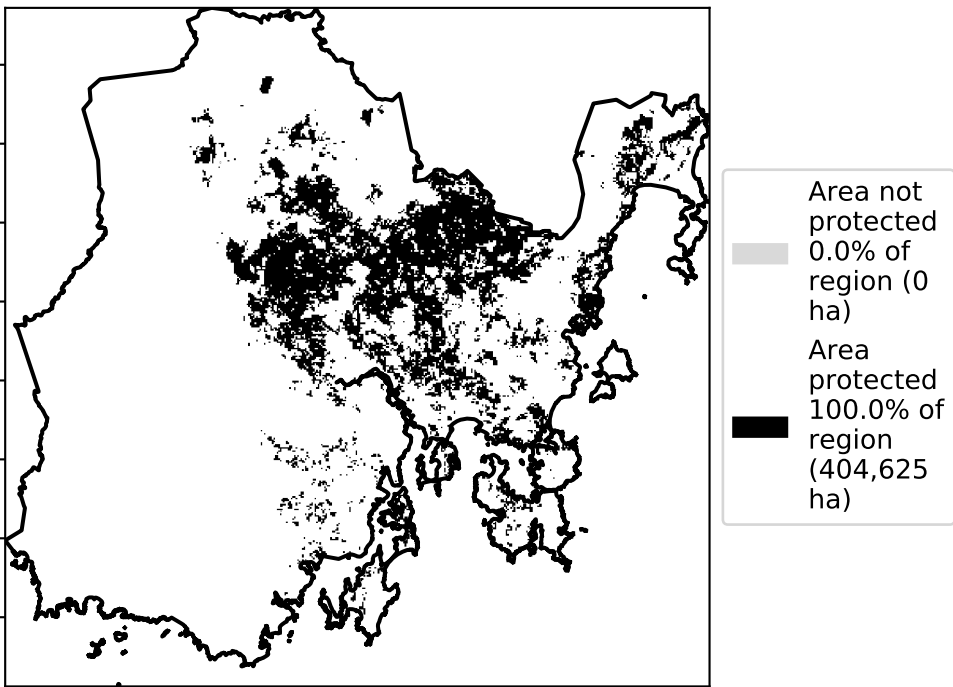 Area not
protected
0.0% of
region (0
ha)
Area
protected
100.0% of
region
(404,625
ha)